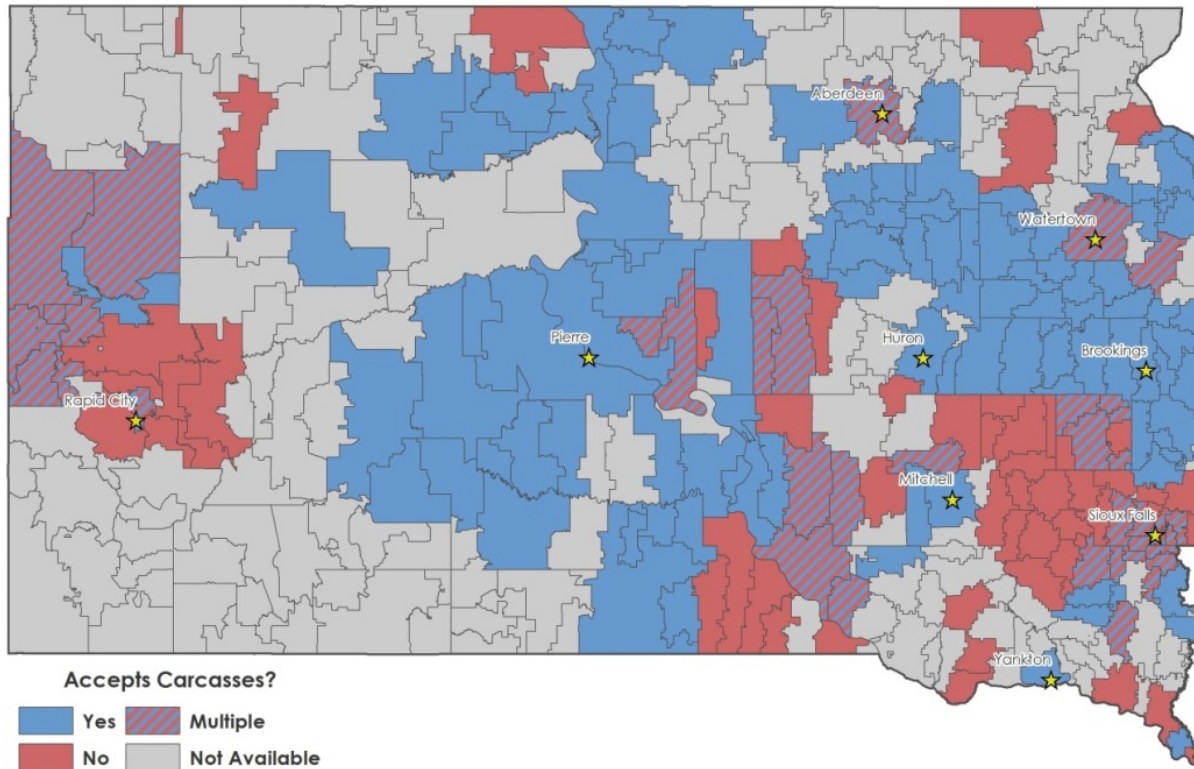 Aberdeen
Watertown
Pierre
Huron
Brookings
Rapid City
Mitchell
Sioux Falls
Yankton
Accepts Carcasses?
Yes
Multiple
No
Not Available